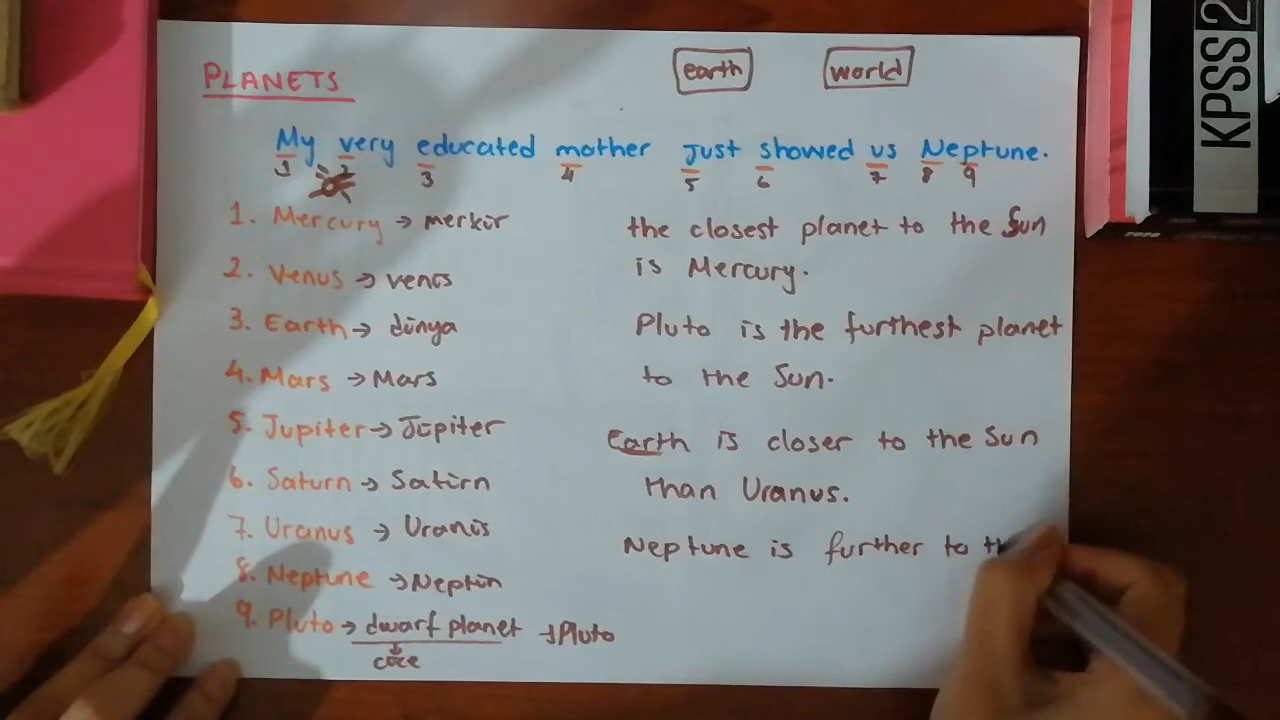 PLANETS
earth
world
My very educated mother Just showed us Neptune.
1 2 3 4 5 6 7 8 9
1. Mercury → merkür
2. Venus → venüs
3. Earth → dünya
4. Mars → Mars
5. Jupiter → Jüpiter
6. Saturn → Satürn
7. Uranus → Uranüs
8. Neptune → Neptün
9. Pluto → dwarf planet → Pluto
cüce
the closest planet to the Sun
is Mercury.
Pluto is the furthest planet
to the Sun.
Earth is closer to the Sun
than Uranus.
Neptune is further to th
KPSS 2